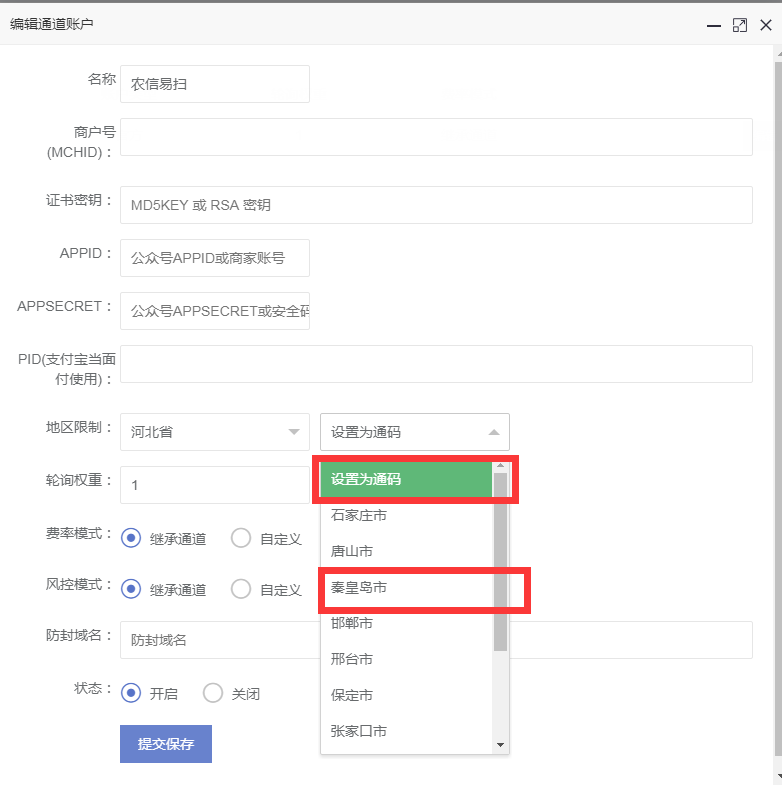 编辑通道账户
名称
农信易扫
商户号
(MCHID)：
证书密钥：
MD5KEY 或 RSA 密钥
APPID：
公众号APPID或商家账号
APPSECRET：
公众号APPSECRET或安全码
PID(支付宝当面
付使用)：
地区限制：
河北省
设置为通码
轮询权重：
1
设置为通码
石家庄市
唐山市
费率模式：
继承通道
自定义
秦皇岛市
风控模式：
继承通道
自定义
邯郸市
防封域名：
防封域名
邢台市
状态：
开启
关闭
保定市
张家口市
提交保存